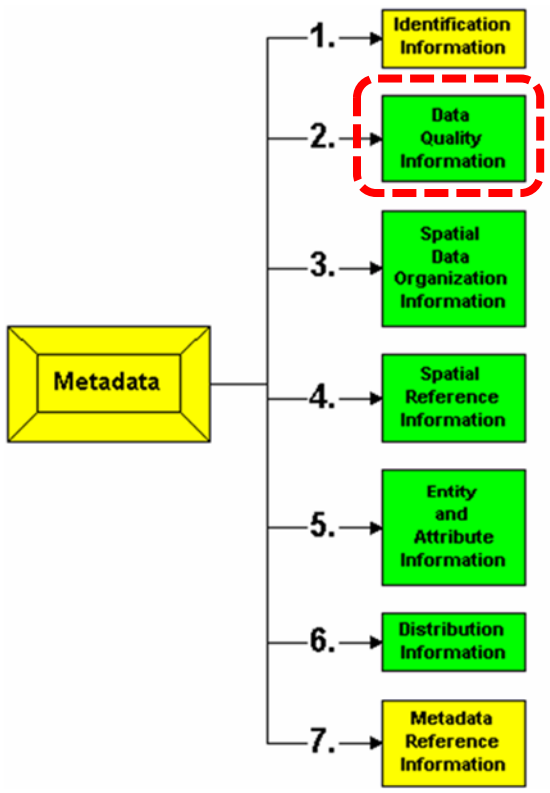 1.
Identification
Information
2.
Data
Quality
Information
3.
Spatial
Data
Organization
Information
Metadata
4.
Spatial
Reference
Information
5.
Entity
and
Attribute
Information
6.
Distribution
Information
7.
Metadata
Reference
Information